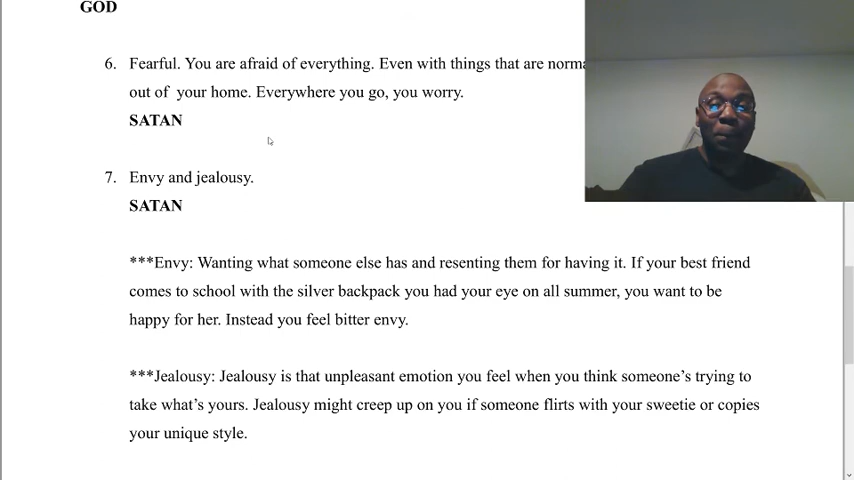 GOD
6. Fearful. You are afraid of everything. Even with things that are
out of your home. Everywhere you go, you worry.
SATAN
7. Envy and jealousy.
SATAN
***Envy: Wanting what someone else has and resenting them for having it. If your best friend
comes to school with the silver backpack you had your eye on all summer, you want to be
happy for her. Instead you feel bitter envy.
***Jealousy: Jealousy is that unpleasant emotion you feel when you think someone’s trying to
take what’s yours. Jealousy might creep up on you if someone flirts with your sweetie or copies
your unique style.